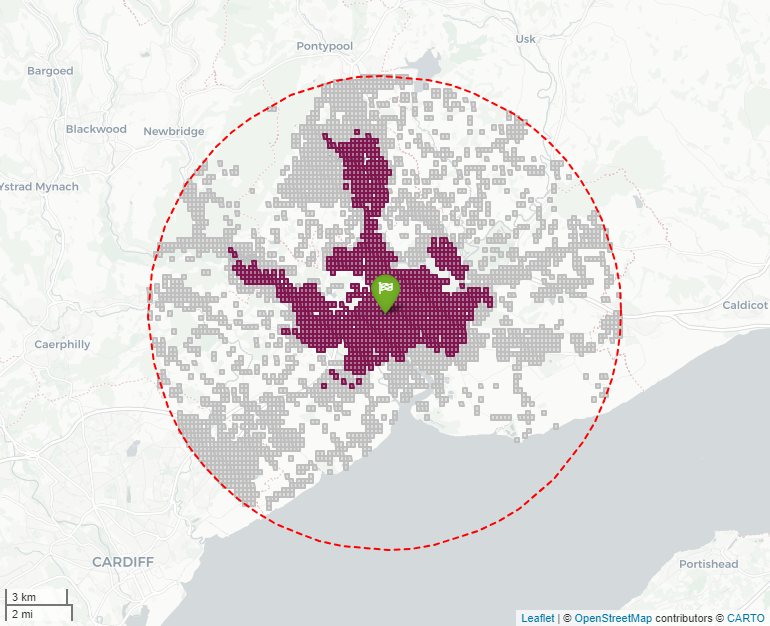 Pontypool
Usk
Bargoed
Blackwood
Newbridge
Ystrad Mynach
Caldicot
Caerphilly
CARDIFF
Portishead
3 km
2 mi
Leaflet | © OpenStreetMap contributors © CARTO